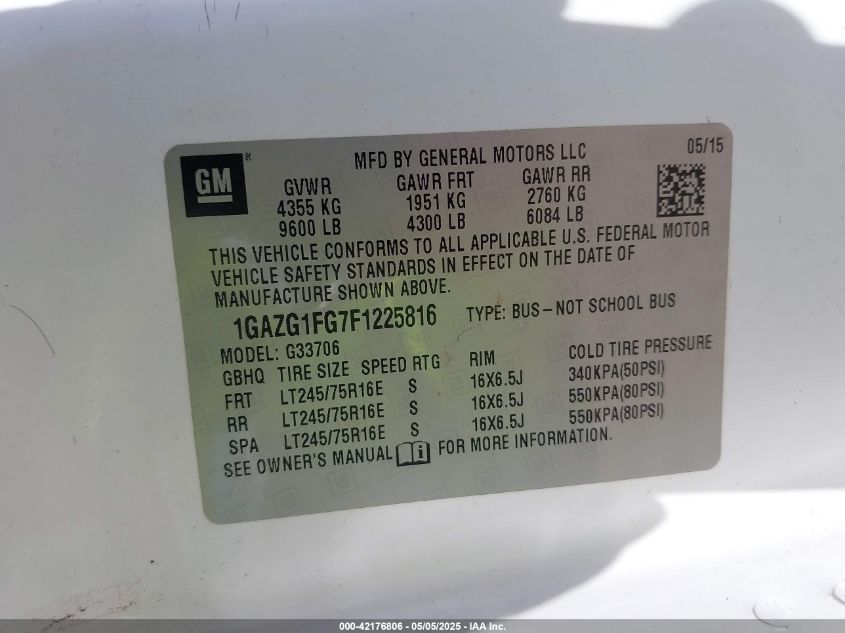 GM ®
MFD BY GENERAL MOTORS LLC 05/15
GVWR GAWR FRT GAWR RR
4355 KG 1951 KG 2760 KG
9600 LB 4300 LB 6084 LB
THIS VEHICLE CONFORMS TO ALL APPLICABLE U.S. FEDERAL MOTOR
VEHICLE SAFETY STANDARDS IN EFFECT ON THE DATE OF
MANUFACTURE SHOWN ABOVE.
1GAZG1FG7F1225816 TYPE: BUS-NOT SCHOOL BUS
MODEL: G33706
GBHQ TIRE SIZE SPEED RTG RIM COLD TIRE PRESSURE
FRT LT245/75R16E S 16X6.5J 340KPA(50PSI)
RR LT245/75R16E S 16X6.5J 550KPA(80PSI)
SPA LT245/75R16E S 16X6.5J 550KPA(80PSI)
SEE OWNER'S MANUAL FOR MORE INFORMATION.
000-42176806 - 05/05/2025 - IAA Inc.